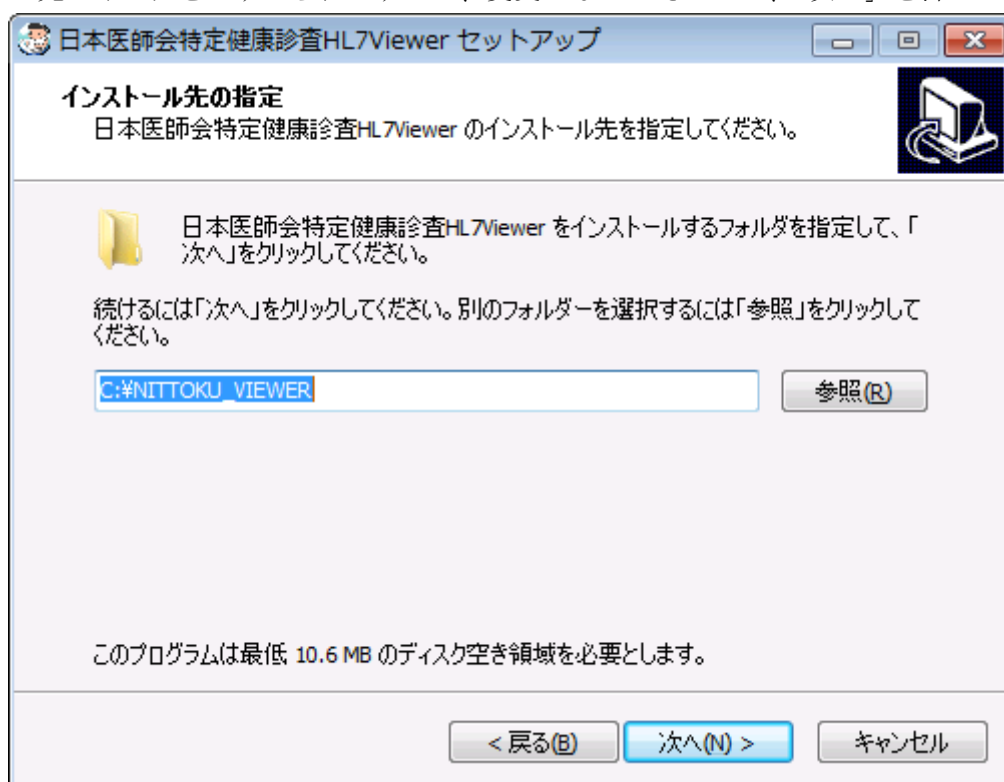 日本医師会特定健康診査HL7Viewer セットアップ
インストール先の指定
日本医師会特定健康診査HL7Viewer のインストール先を指定してください。
日本医師会特定健康診査HL7Viewer をインストールするフォルダを指定して、「
次へ」をクリックしてください。
続けるには「次へ」をクリックしてください。別のフォルダーを選択するには「参照」をクリックして
ください。
C:¥NITTOKU_VIEWER
参照(R)
このプログラムは最低 10.6 MB のディスク空き領域を必要とします。
< 戻る(B)
次へ(N) >
キャンセル